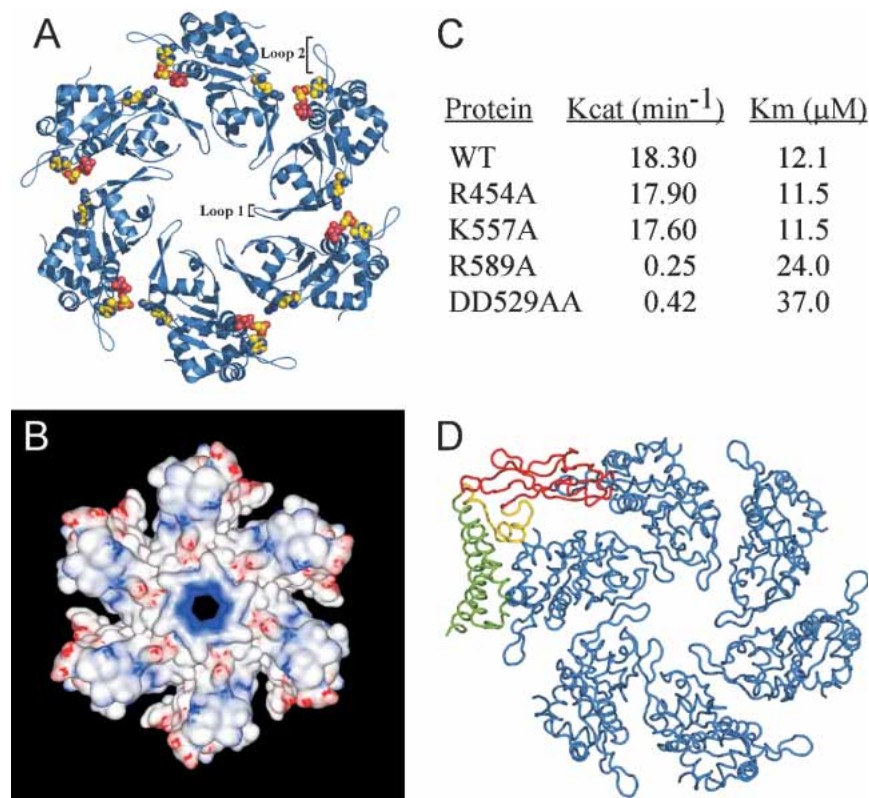 A
Loop 2
Loop 1
C
Protein Kcat (min-1) Km (μM)
WT 18.30 12.1
R454A 17.90 11.5
K557A 17.60 11.5
R589A 0.25 24.0
DD529AA 0.42 37.0
B
D